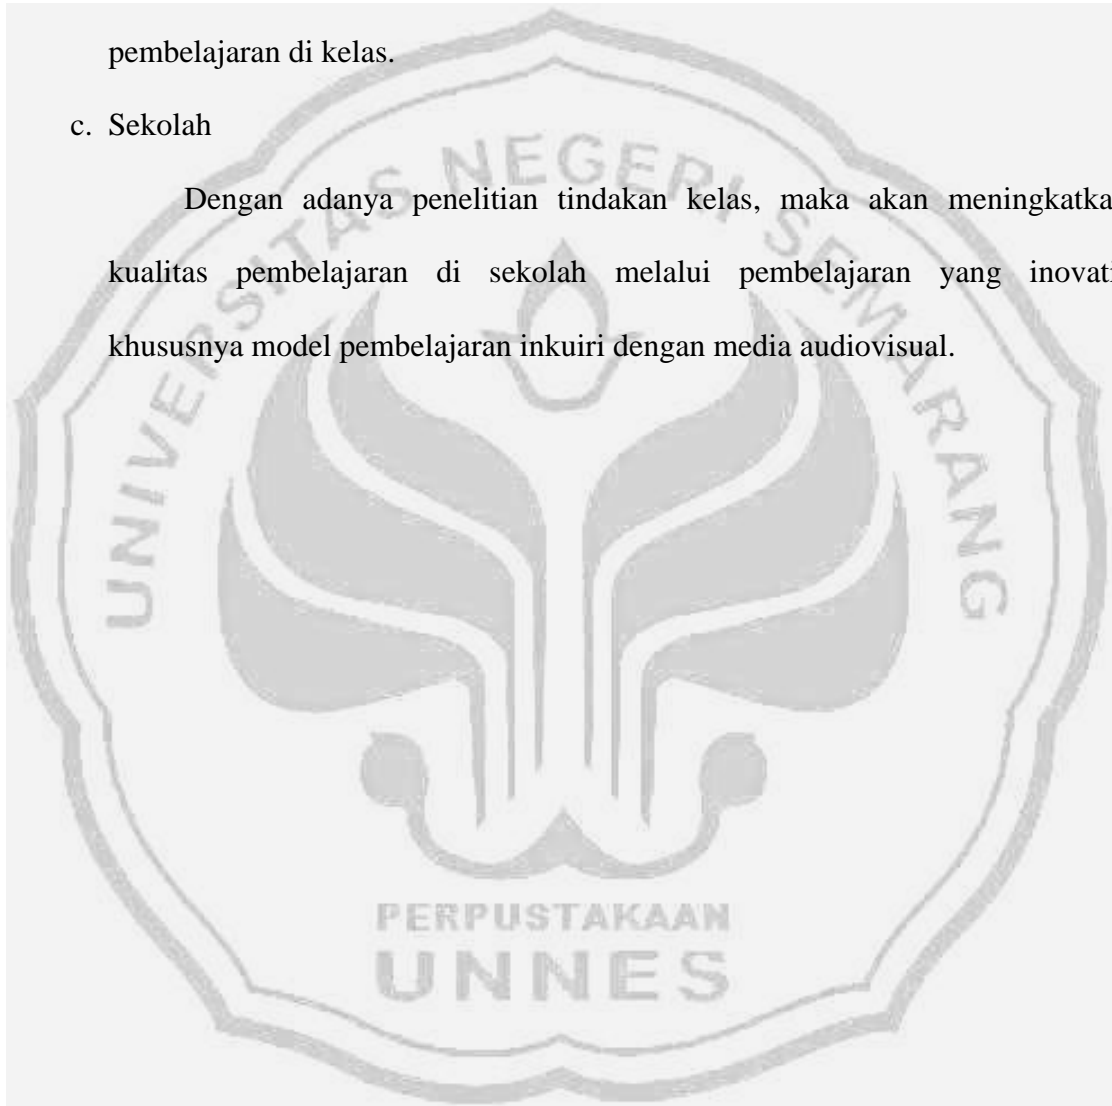 pembelajaran di kelas.
c. Sekolah
Dengan adanya penelitian tindakan kelas, maka akan meningkatka
kualitas pembelajaran di sekolah melalui pembelajaran yang inovati
khususnya model pembelajaran inkuiri dengan media audiovisual.
UNIVERSITAS NEGERI SEMARANG
PERPUSTAKAAN
UNNES